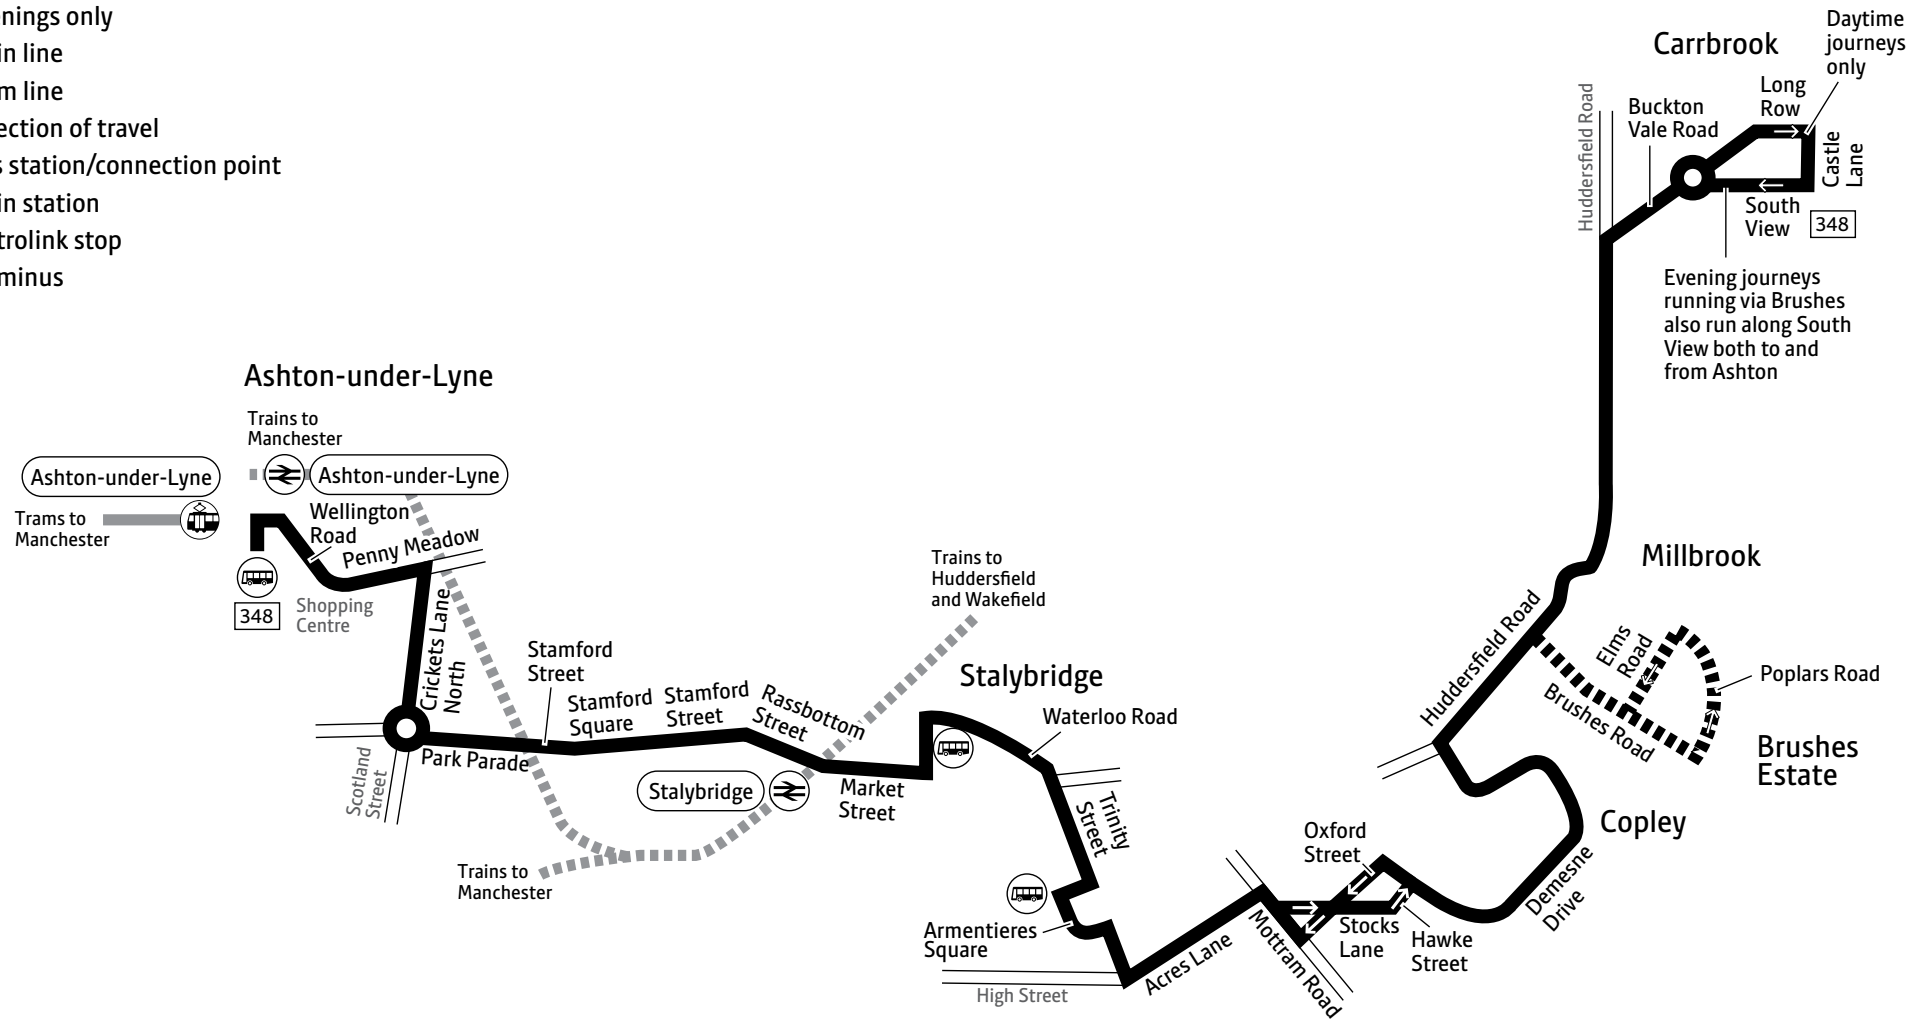 enings only
in line
m line
ection of travel
s station/connection point
in station
trolink stop
minus
Carrbrook
Daytime
journeys
only
Long
Row
Buckton
Vale Road
Huddersfield Road
Castle
Lane
South
View
348
Evening journeys
running via Brushes
also run along South
View both to and
from Ashton
Ashton-under-Lyne
Trains to
Manchester
Ashton-under-Lyne
Ashton-under-Lyne
Trams to
Manchester
Wellington
Road
Penny Meadow
348
Shopping
Centre
Crickets Lane
North
Stamford
Street
Stamford
Square
Stamford
Street
Rassbottom
Street
Park Parade
Scotland
Street
Trains to
Huddersfield
and Wakefield
Stalybridge
Waterloo Road
Stalybridge
Market
Street
Trains to
Manchester
Trinity
Street
Armentieres
Square
High Street
Acres Lane
Mottram Road
Oxford
Street
Stocks
Lane
Hawke
Street
Demesne
Drive
Copley
Huddersfield Road
Millbrook
Elms
Road
Poplars Road
Brushes Road
Brushes
Estate